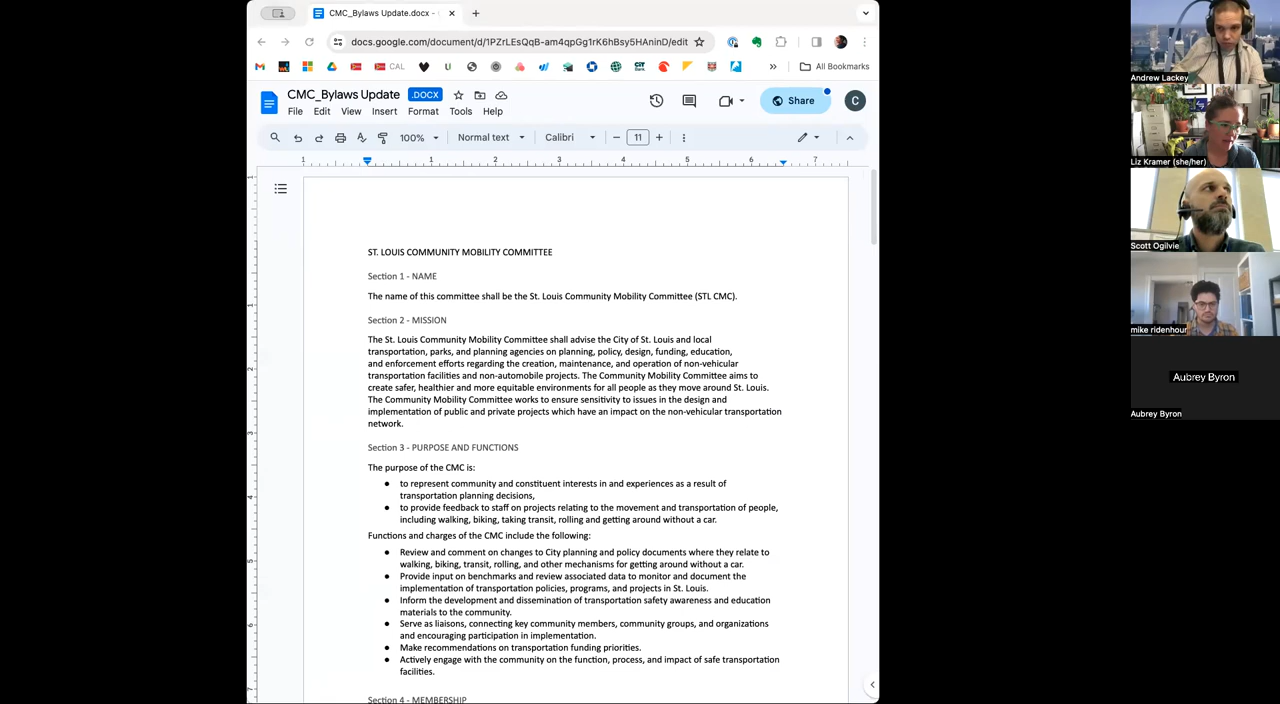 CMC_Bylaws Update.docx -
docs.google.com/document/d/1PZrLEsQqB-am4qpGg1rK6hBsy5HAninD/edit
CAL
All Bookmarks
CMC_Bylaws Update .DOCX
Share
C
File Edit View Insert Format Tools Help
100% Normal text Calibri 11
1 1 2 3 4 5 6 7
ST. LOUIS COMMUNITY MOBILITY COMMITTEE
Section 1 - NAME
The name of this committee shall be the St. Louis Community Mobility Committee (STL CMC).
Section 2 - MISSION
The St. Louis Community Mobility Committee shall advise the City of St. Louis and local
transportation, parks, and planning agencies on planning, policy, design, funding, education,
and enforcement efforts regarding the creation, maintenance, and operation of non-vehicular
transportation facilities and non-automobile projects. The Community Mobility Committee aims to
create safer, healthier and more equitable environments for all people as they move around St. Louis.
The Community Mobility Committee works to ensure sensitivity to issues in the design and
implementation of public and private projects which have an impact on the non-vehicular transportation
network.
Section 3 - PURPOSE AND FUNCTIONS
The purpose of the CMC is:
● to represent community and constituent interests in and experiences as a result of
transportation planning decisions,
● to provide feedback to staff on projects relating to the movement and transportation of people,
including walking, biking, taking transit, rolling and getting around without a car.
Functions and charges of the CMC include the following:
● Review and comment on changes to City planning and policy documents where they relate to
walking, biking, transit, rolling, and other mechanisms for getting around without a car.
● Provide input on benchmarks and review associated data to monitor and document the
implementation of transportation policies, programs, and projects in St. Louis.
● Inform the development and dissemination of transportation safety awareness and education
materials to the community.
● Serve as liaisons, connecting key community members, community groups, and organizations
and encouraging participation in implementation.
● Make recommendations on transportation funding priorities.
● Actively engage with the community on the function, process, and impact of safe transportation
facilities.
Section 4 - MEMBERSHIP
Andrew Lackey
Liz Kramer (she/her)
Scott Ogilvie
mike ridenhour
Aubrey Byron
Aubrey Byron